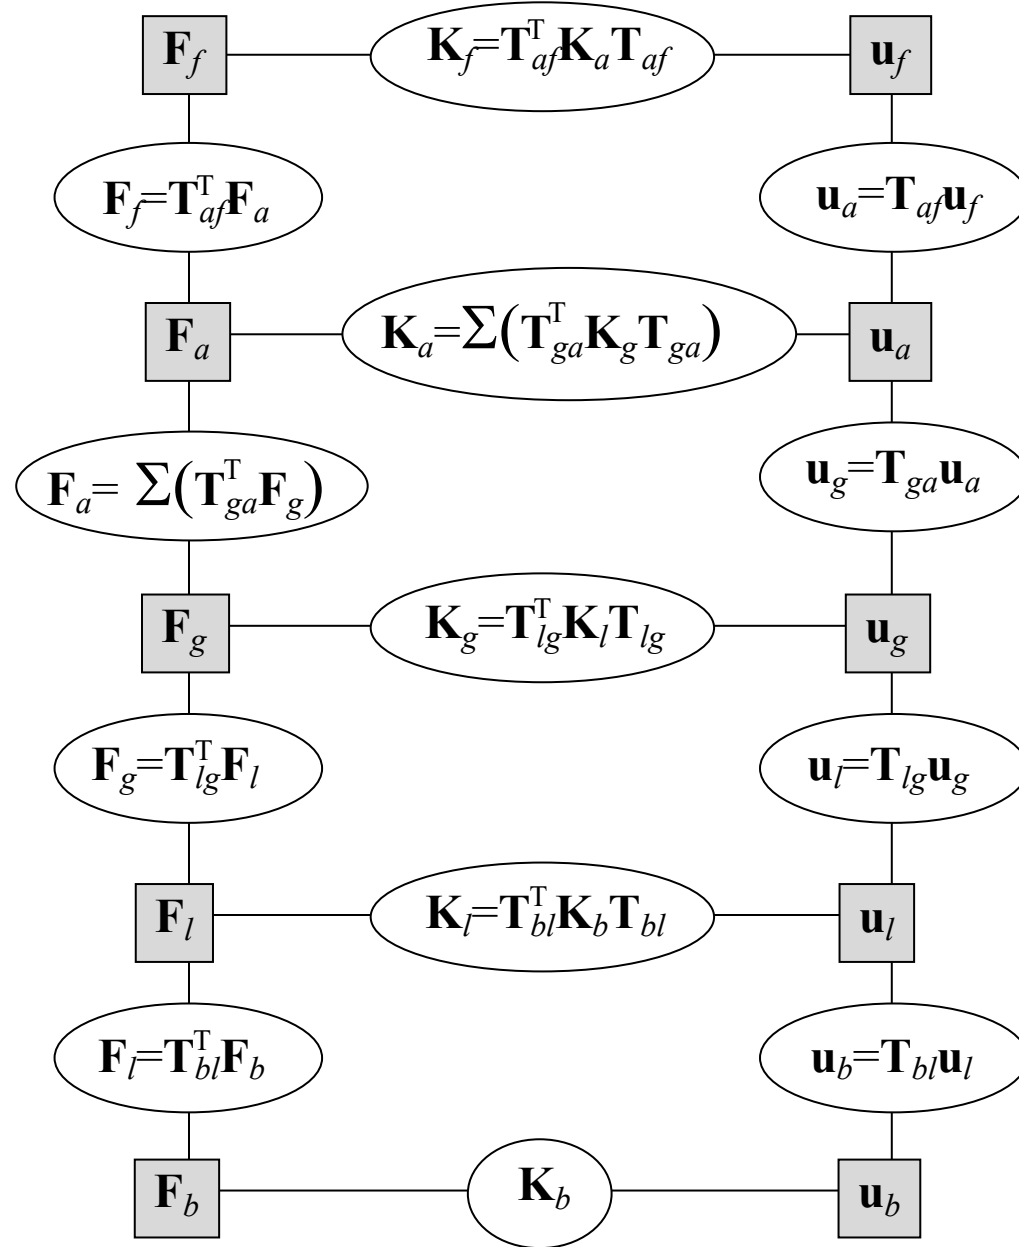 F_f K_f=T_af^T K_a T_af u_f
F_f=T_af^T F_a u_a=T_af u_f
F_a K_a=Σ(T_ga^T K_g T_ga) u_a
F_a= Σ(T_ga^T F_g) u_g=T_ga u_a
F_g K_g=T_lg^T K_l T_lg u_g
F_g=T_lg^T F_l u_l=T_lg u_g
F_l K_l=T_bl^T K_b T_bl u_l
F_l=T_bl^T F_b u_b=T_bl u_l
F_b K_b u_b